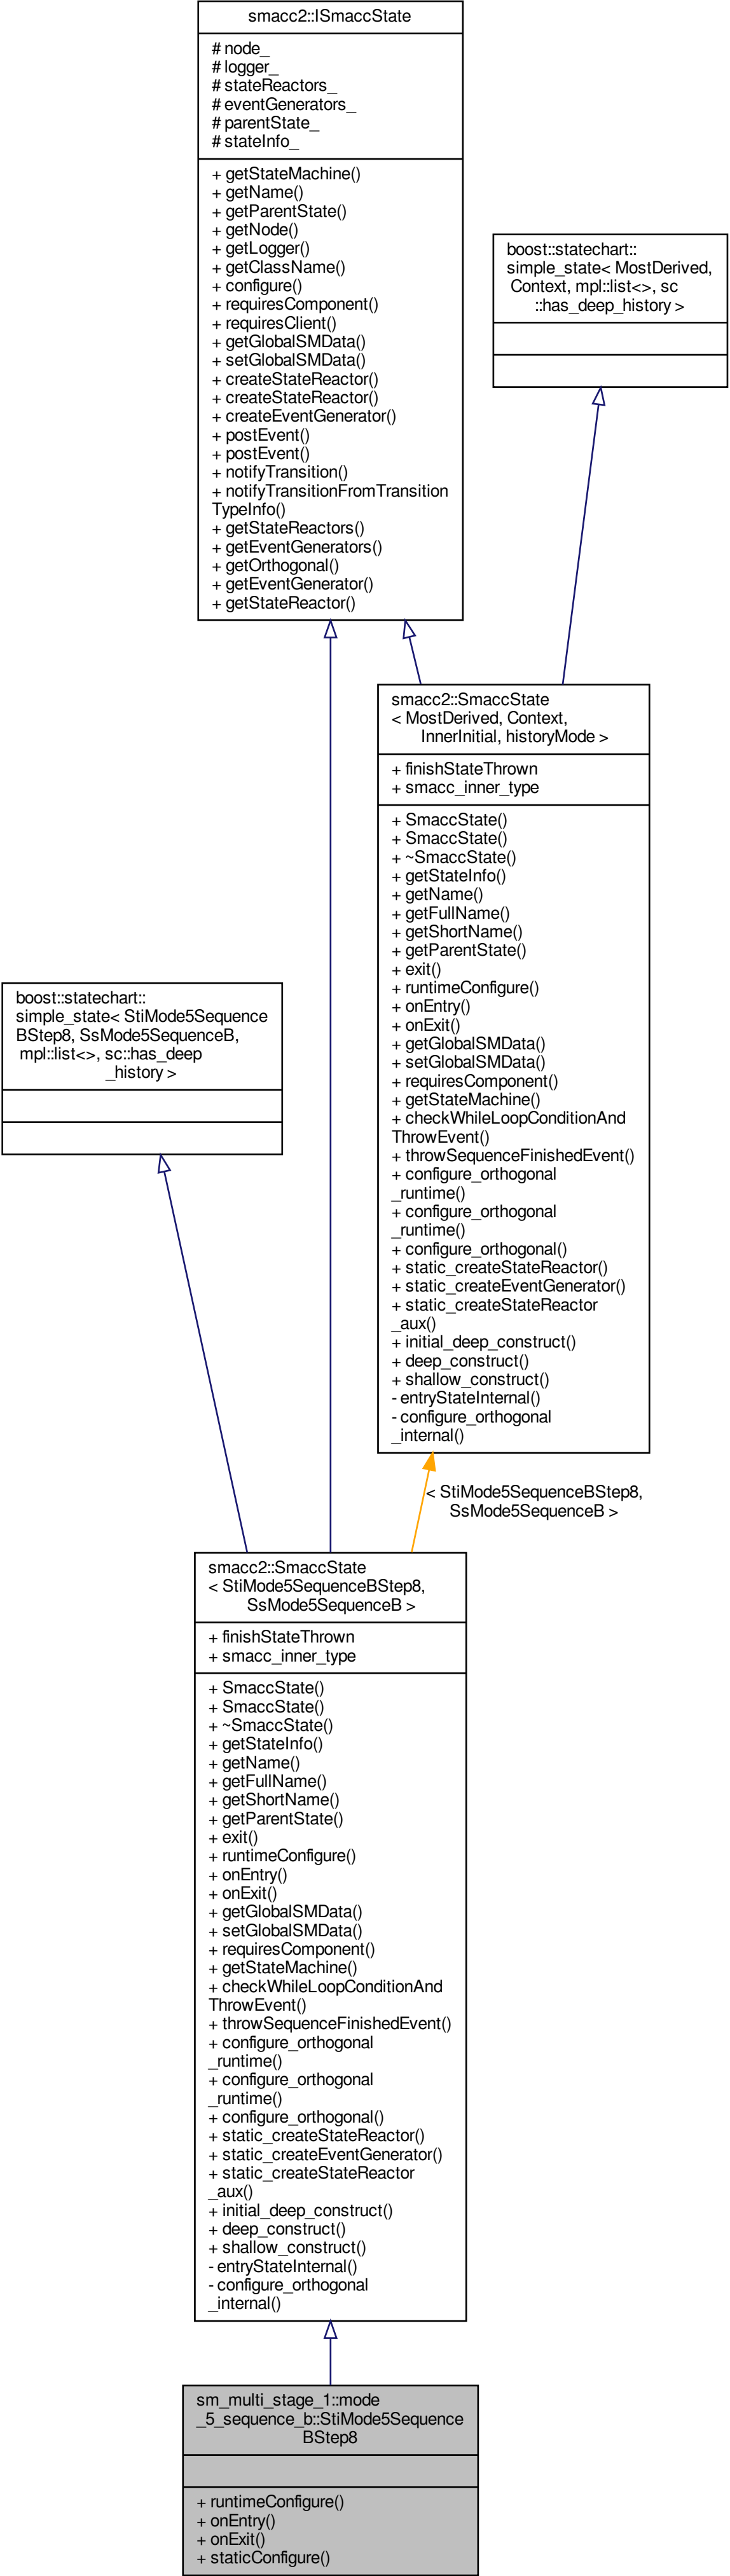 smacc2::ISmaccState
# node_
# logger_
# stateReactors_
# eventGenerators_
# parentState_
# stateInfo_
+ getStateMachine()
+ getName()
+ getParentState()
+ getNode()
+ getLogger()
+ getClassName()
+ configure()
+ requiresComponent()
+ requiresClient()
+ getGlobalSMData()
+ setGlobalSMData()
+ createStateReactor()
+ createStateReactor()
+ createEventGenerator()
+ postEvent()
+ postEvent()
+ notifyTransition()
+ notifyTransitionFromTransition
TypeInfo()
+ getStateReactors()
+ getEventGenerators()
+ getOrthogonal()
+ getEventGenerator()
+ getStateReactor()
boost::statechart::
simple_state< MostDerived,
Context, mpl::list<>, sc
::has_deep_history >
smacc2::SmaccState
< MostDerived, Context,
InnerInitial, historyMode >
+ finishStateThrown
+ smacc_inner_type
+ SmaccState()
+ SmaccState()
+ ~SmaccState()
+ getStateInfo()
+ getName()
+ getFullName()
+ getShortName()
+ getParentState()
+ exit()
+ runtimeConfigure()
+ onEntry()
+ onExit()
+ getGlobalSMData()
+ setGlobalSMData()
+ requiresComponent()
+ getStateMachine()
+ checkWhileLoopConditionAnd
ThrowEvent()
+ throwSequenceFinishedEvent()
+ configure_orthogonal
_runtime()
+ configure_orthogonal
_runtime()
+ configure_orthogonal()
+ static_createStateReactor()
+ static_createEventGenerator()
+ static_createStateReactor
_aux()
+ initial_deep_construct()
+ deep_construct()
+ shallow_construct()
- entryStateInternal()
- configure_orthogonal
_internal()
boost::statechart::
simple_state< StiMode5Sequence
BStep8, SsMode5SequenceB,
mpl::list<>, sc::has_deep
_history >
< StiMode5SequenceBStep8,
SsMode5SequenceB >
smacc2::SmaccState
< StiMode5SequenceBStep8,
SsMode5SequenceB >
+ finishStateThrown
+ smacc_inner_type
+ SmaccState()
+ SmaccState()
+ ~SmaccState()
+ getStateInfo()
+ getName()
+ getFullName()
+ getShortName()
+ getParentState()
+ exit()
+ runtimeConfigure()
+ onEntry()
+ onExit()
+ getGlobalSMData()
+ setGlobalSMData()
+ requiresComponent()
+ getStateMachine()
+ checkWhileLoopConditionAnd
ThrowEvent()
+ throwSequenceFinishedEvent()
+ configure_orthogonal
_runtime()
+ configure_orthogonal
_runtime()
+ configure_orthogonal()
+ static_createStateReactor()
+ static_createEventGenerator()
+ static_createStateReactor
_aux()
+ initial_deep_construct()
+ deep_construct()
+ shallow_construct()
- entryStateInternal()
- configure_orthogonal
_internal()
sm_multi_stage_1::mode
_5_sequence_b::StiMode5Sequence
BStep8
+ runtimeConfigure()
+ onEntry()
+ onExit()
+ staticConfigure()